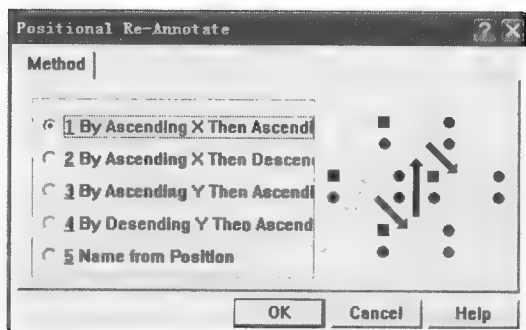 Positional Re-Annotate
Method
1 By Ascending X Then Ascendi
2 By Ascending X Then Descen
3 By Ascending Y Then Ascendi
4 By Desending Y Then Ascend
5 Name from Position
OK Cancel Help